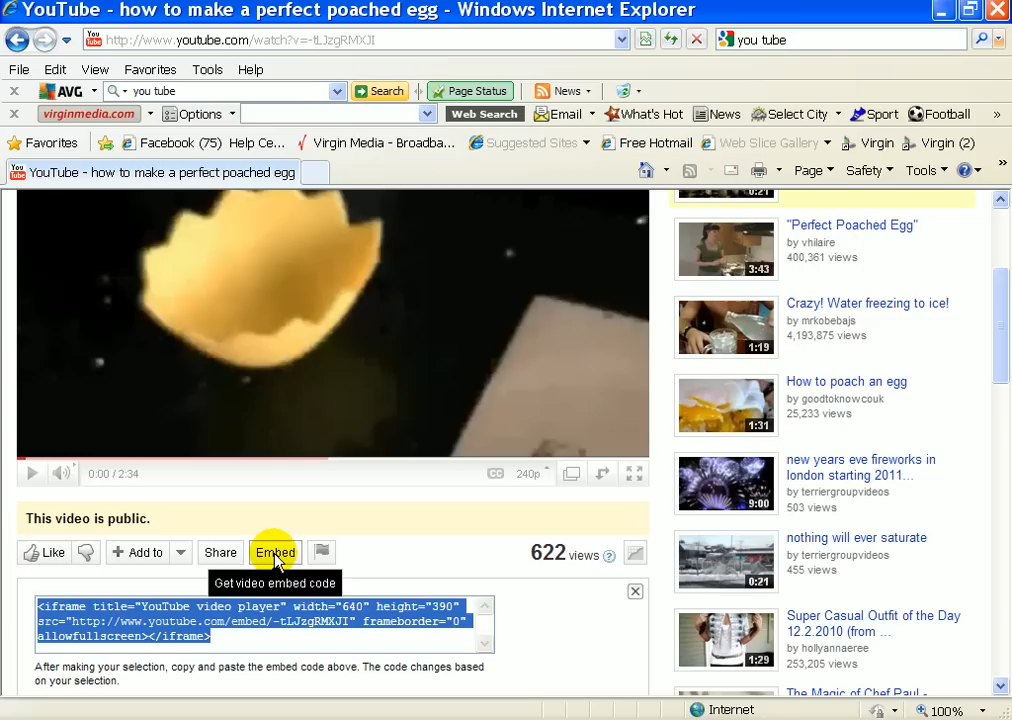 YouTube - how to make a perfect poached egg - Windows Internet Explorer
You Tube http://www.youtube.com/watch?v=-tLJzgRMXJI
you tube
File Edit View Favorites Tools Help
x AVG you tube Search Page Status News
x virginmedia.com Options Web Search Email What's Hot News Select City Sport Football »
Favorites Facebook (75) Help Ce... Virgin Media - Broadba... Suggested Sites Free Hotmail Web Slice Gallery Virgin Virgin (2)
You Tube YouTube - how to make a perfect poached egg
Page Safety Tools »
0:21
"Perfect Poached Egg"
by vhilaire
400,361 views
3:43
Crazy! Water freezing to ice!
by mrkobebajs
4,193,875 views
1:19
How to poach an egg
by goodtoknowcouk
25,233 views
1:31
new years eve fireworks in
london starting 2011...
by terriergroupvideos
503 views
9:00
nothing will ever saturate
by terriergroupvideos
455 views
0:21
Super Casual Outfit of the Day
12.2.2010 (from ...
by hollyannaeree
253,205 views
1:29
The Magic of Chef Paul -
0:00 / 2:34
CC 240p
This video is public.
Like + Add to Share Embed
622 views ?
Get video embed code
<iframe title="YouTube video player" width="640" height="390"
src="http://www.youtube.com/embed/-tLJzgRMXJI" frameborder="0"
allowfullscreen></iframe>
After making your selection, copy and paste the embed code above. The code changes based
on your selection.
Internet 100%